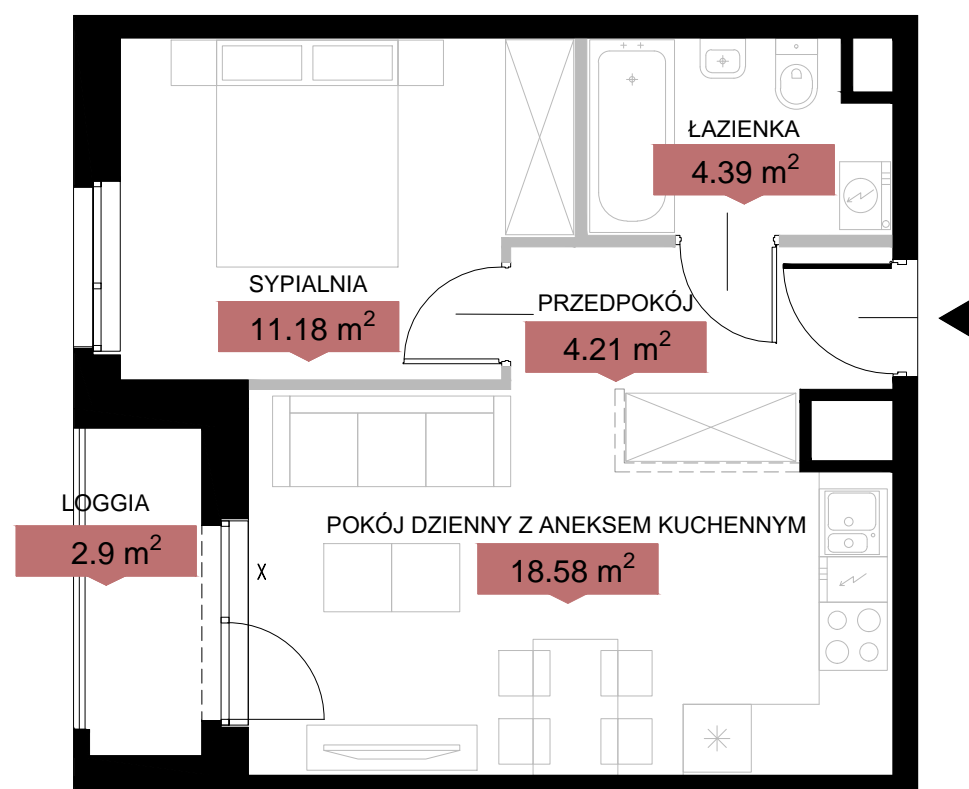 ŁAZIENKA
4.39 m²
SYPIALNIA
11.18 m²
PRZEDPOKÓJ
4.21 m²
LOGGIA
2.9 m²
POKÓJ DZIENNY Z ANEKSEM KUCHENNYM
18.58 m²
X